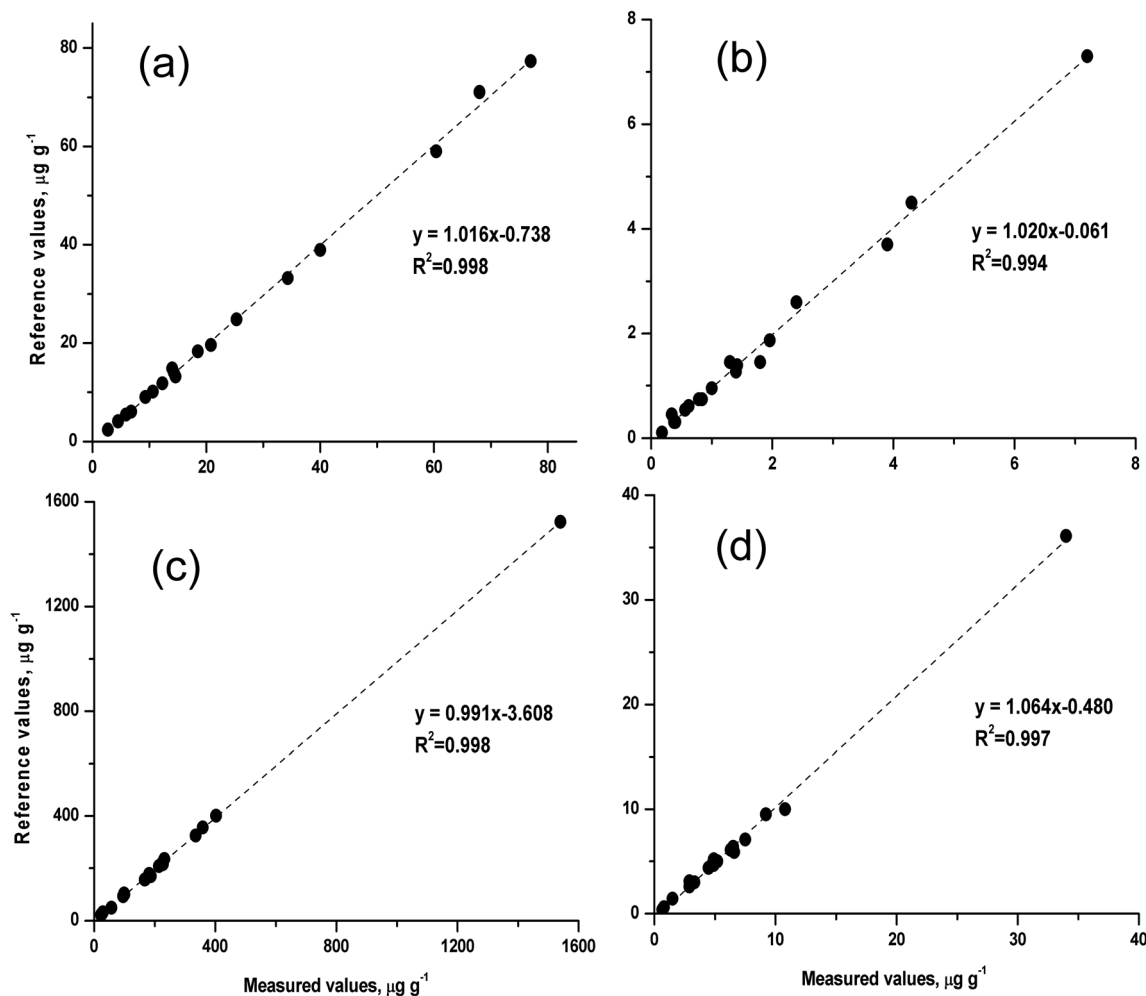 (a)
80
60
40
20
0
0 20 40 60 80
y = 1.016x-0.738
R²=0.998
Reference values, μg g⁻¹
(b)
8
6
4
2
0
0 2 4 6 8
y = 1.020x-0.061
R²=0.994
(c)
1600
1200
800
400
0
0 400 800 1200 1600
y = 0.991x-3.608
R²=0.998
Reference values, μg g⁻¹
Measured values, μg g⁻¹
(d)
40
30
20
10
0
0 10 20 30 40
y = 1.064x-0.480
R²=0.997
Measured values, μg g⁻¹